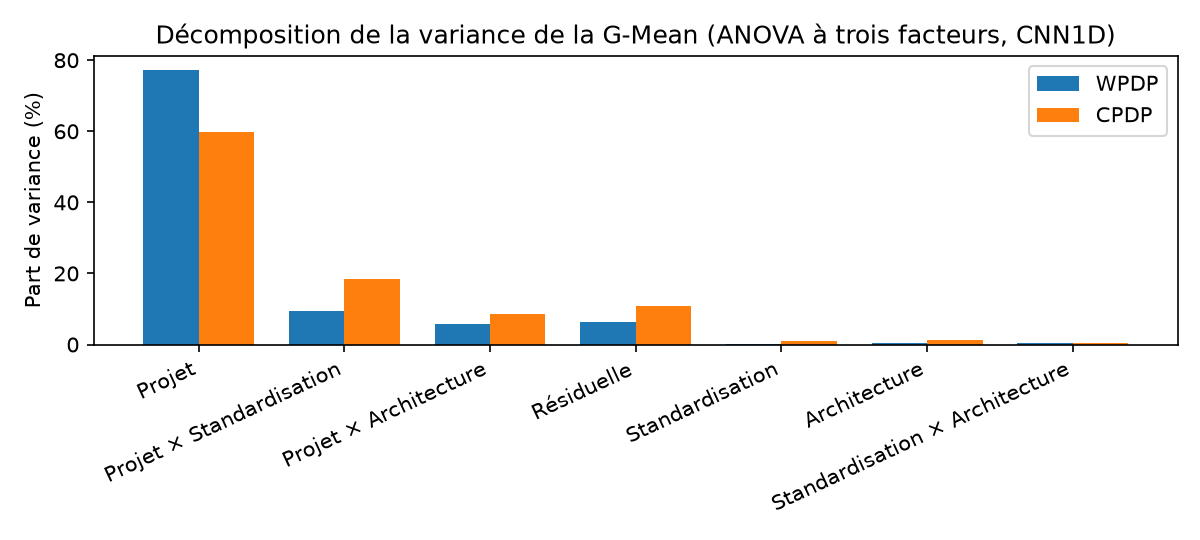 Décomposition de la variance de la G-Mean (ANOVA à trois facteurs, CNN1D)
Part de variance (%)
80
60
40
20
0
WPDP
CPDP
Projet
Projet × Standardisation
Projet × Architecture
Résiduelle
Standardisation
Architecture
Standardisation × Architecture